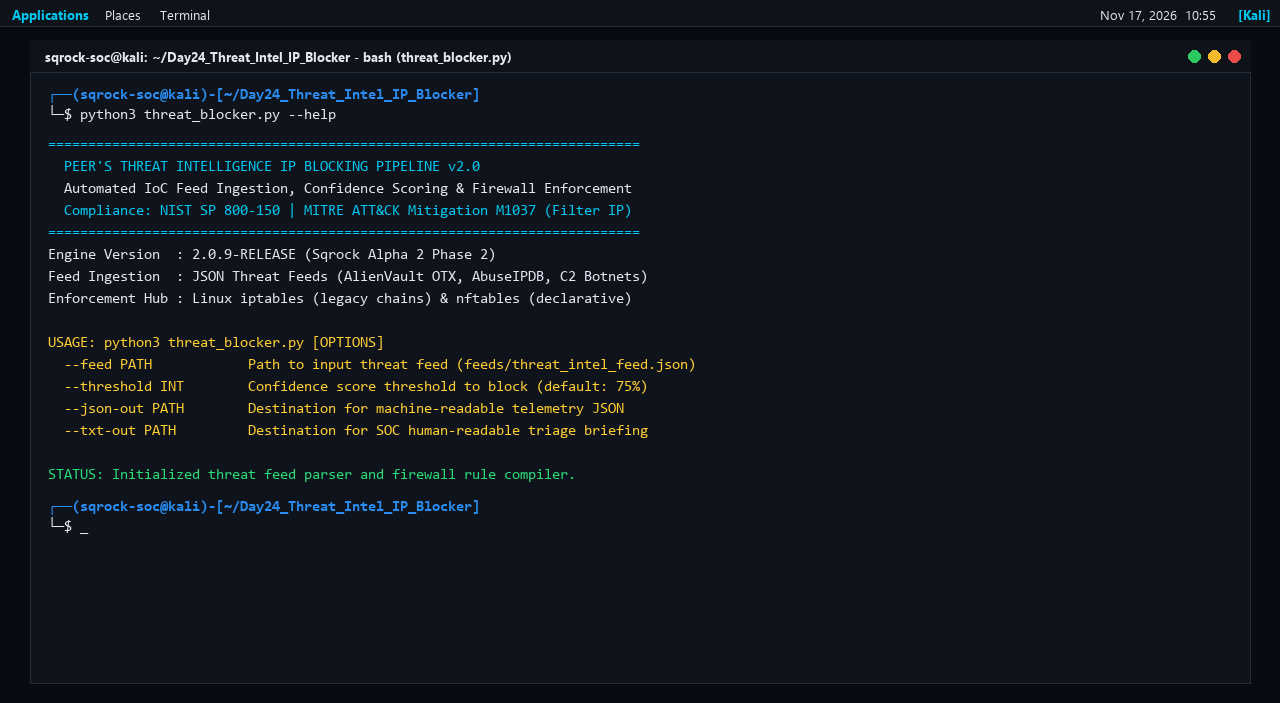 Applications Places Terminal Nov 17, 2026 10:55 [Kali]
sqrock-soc@kali: ~/Day24_Threat_Intel_IP_Blocker - bash (threat_blocker.py)
┌──(sqrock-soc@kali)-[~/Day24_Threat_Intel_IP_Blocker]
└─$ python3 threat_blocker.py --help
==========================================================================
PEER'S THREAT INTELLIGENCE IP BLOCKING PIPELINE v2.0
Automated IoC Feed Ingestion, Confidence Scoring & Firewall Enforcement
Compliance: NIST SP 800-150 | MITRE ATT&CK Mitigation M1037 (Filter IP)
==========================================================================
Engine Version  : 2.0.9-RELEASE (Sqrock Alpha 2 Phase 2)
Feed Ingestion  : JSON Threat Feeds (AlienVault OTX, AbuseIPDB, C2 Botnets)
Enforcement Hub : Linux iptables (legacy chains) & nftables (declarative)
USAGE: python3 threat_blocker.py [OPTIONS]
--feed PATH            Path to input threat feed (feeds/threat_intel_feed.json)
--threshold INT        Confidence score threshold to block (default: 75%)
--json-out PATH        Destination for machine-readable telemetry JSON
--txt-out PATH         Destination for SOC human-readable triage briefing
STATUS: Initialized threat feed parser and firewall rule compiler.
┌──(sqrock-soc@kali)-[~/Day24_Threat_Intel_IP_Blocker]
└─$ _